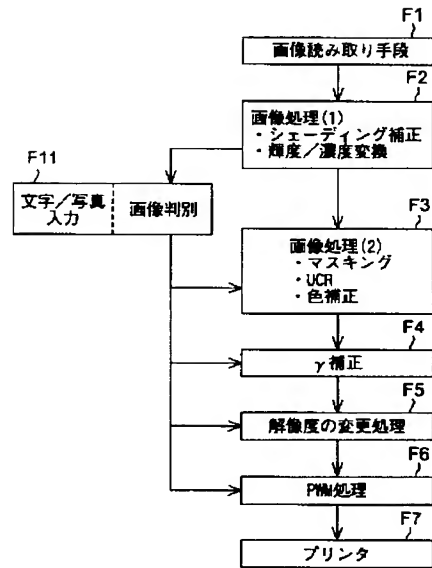 F1
画像読み取り手段
F2
画像処理(1)
・シェーディング補正
・輝度/濃度変換
F11
文字/写真
入力
画像判別
F3
画像処理(2)
・マスキング
・UCR
・色補正
F4
γ補正
F5
解像度の変更処理
F6
PWM処理
F7
プリンタ